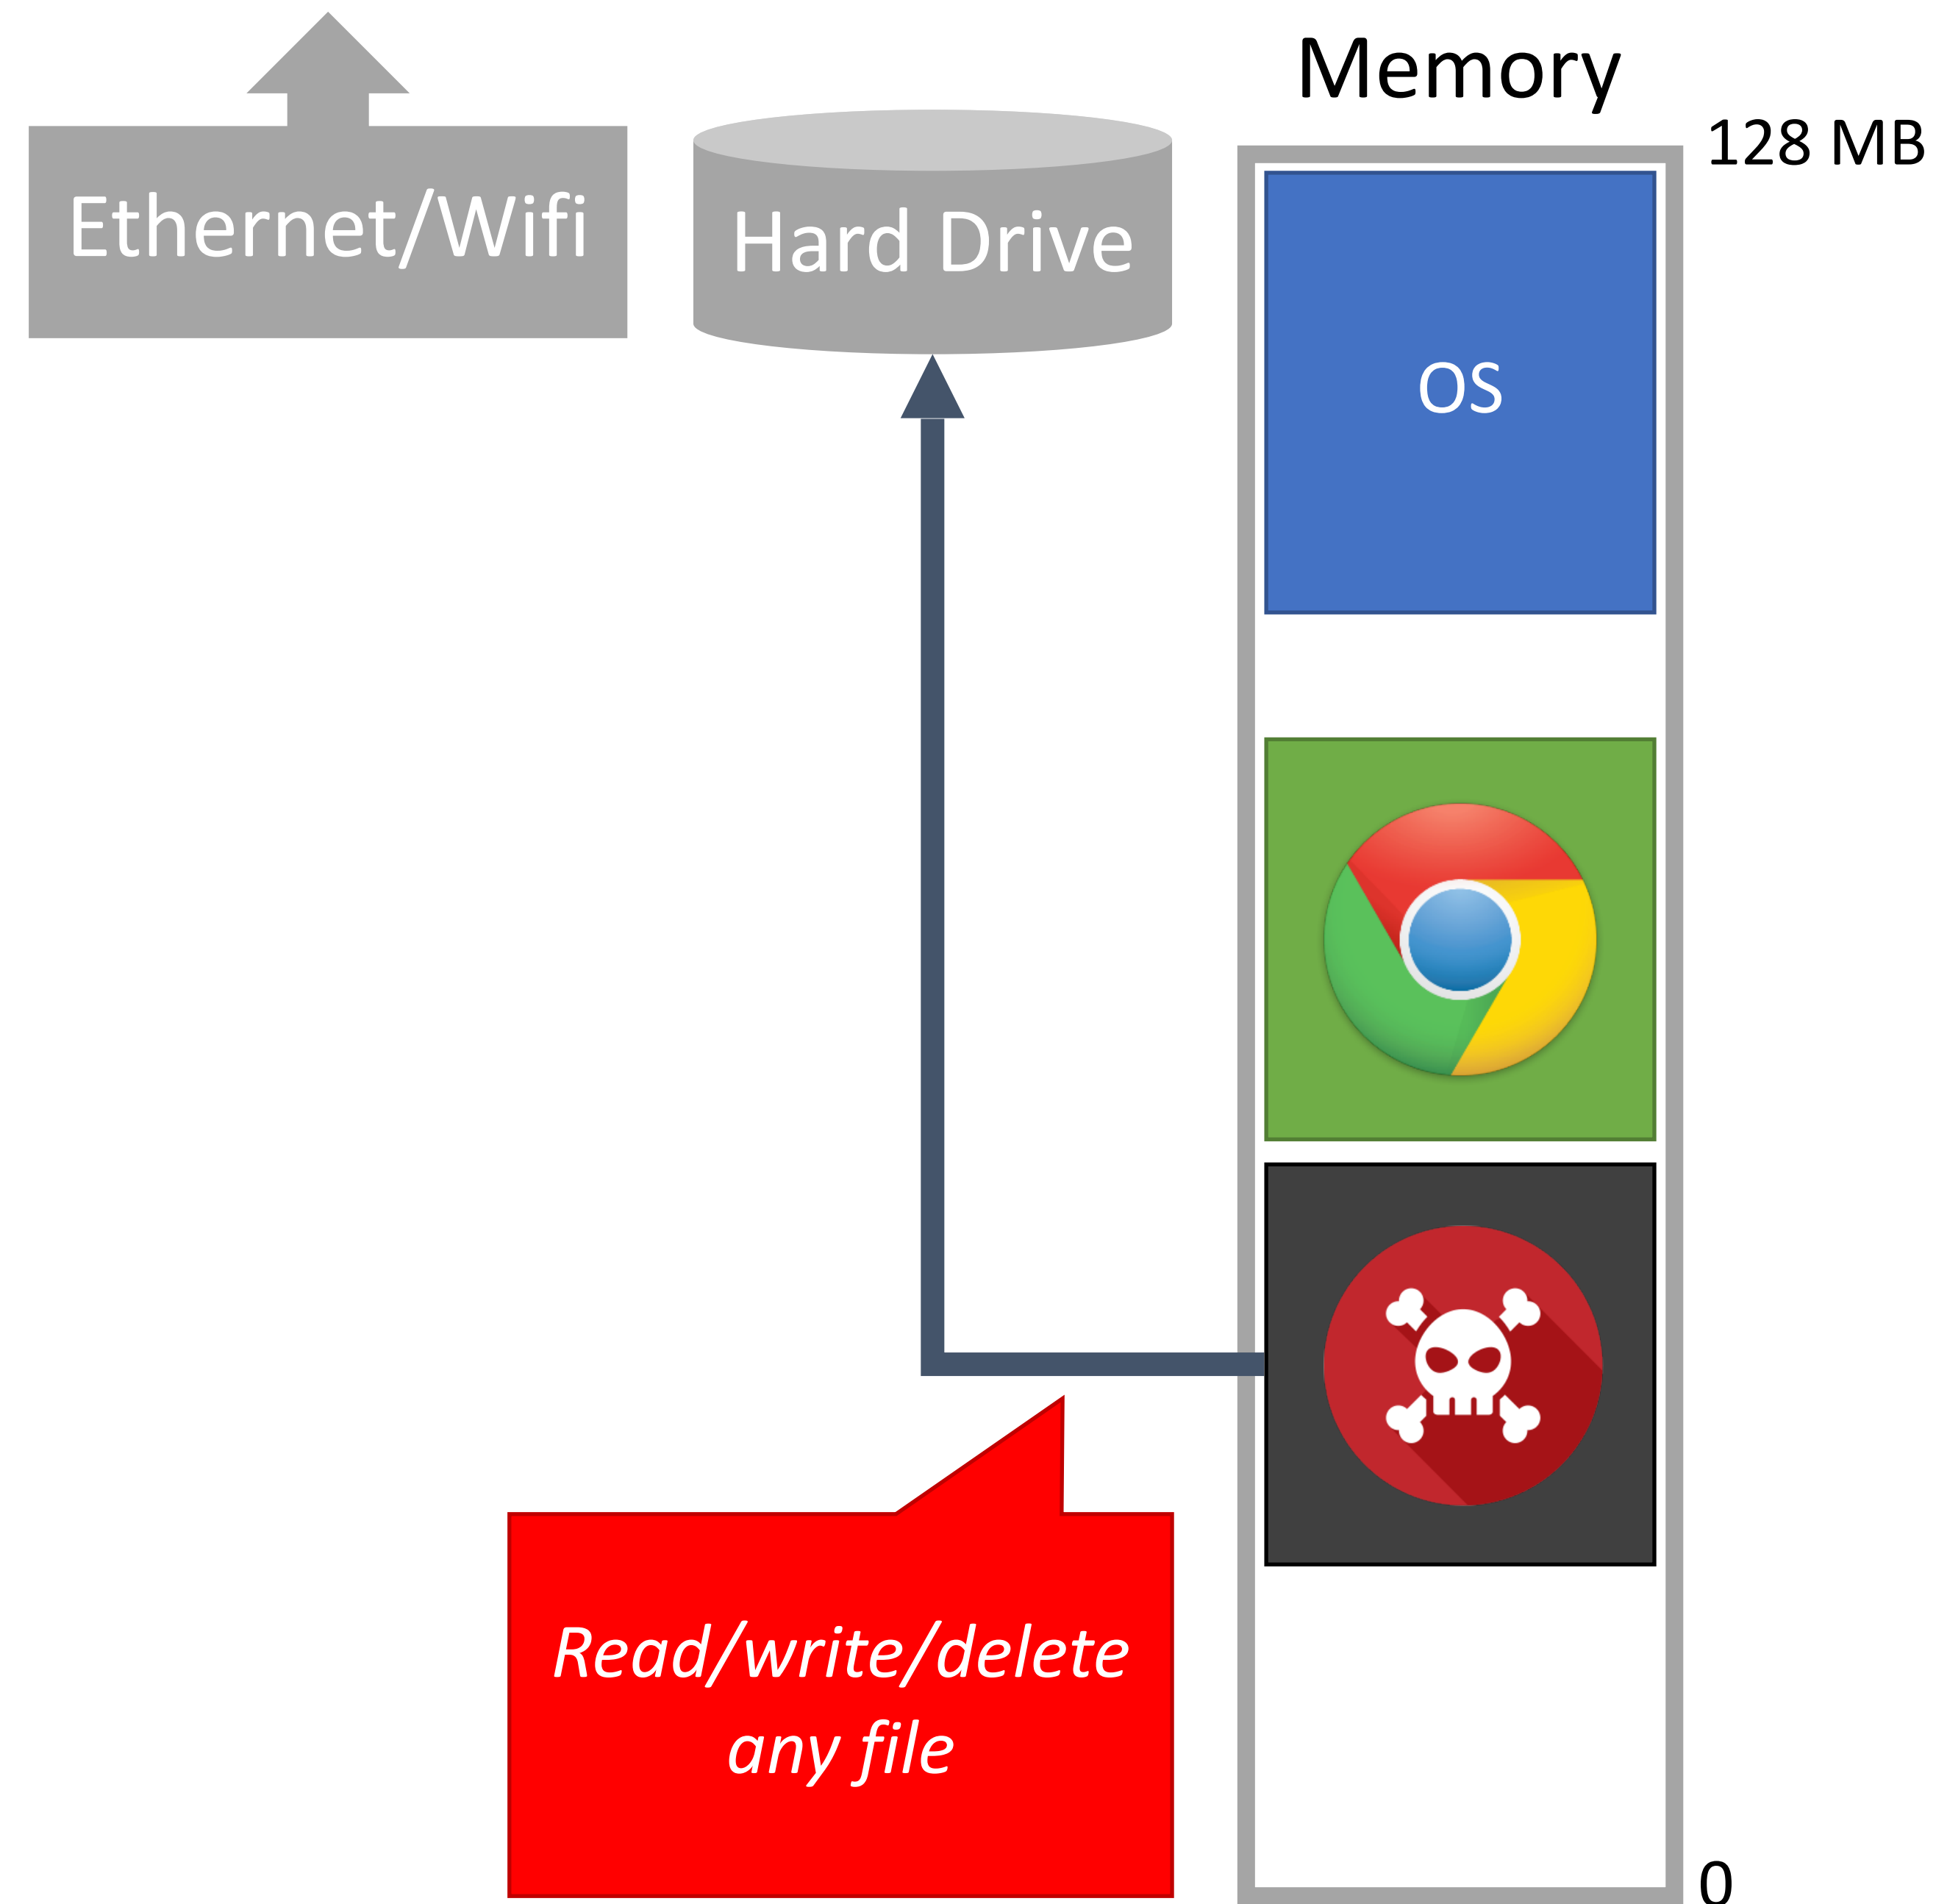 Memory
128 MB
Ethernet/Wifi
Hard Drive
OS
Read/write/delete
any file
0